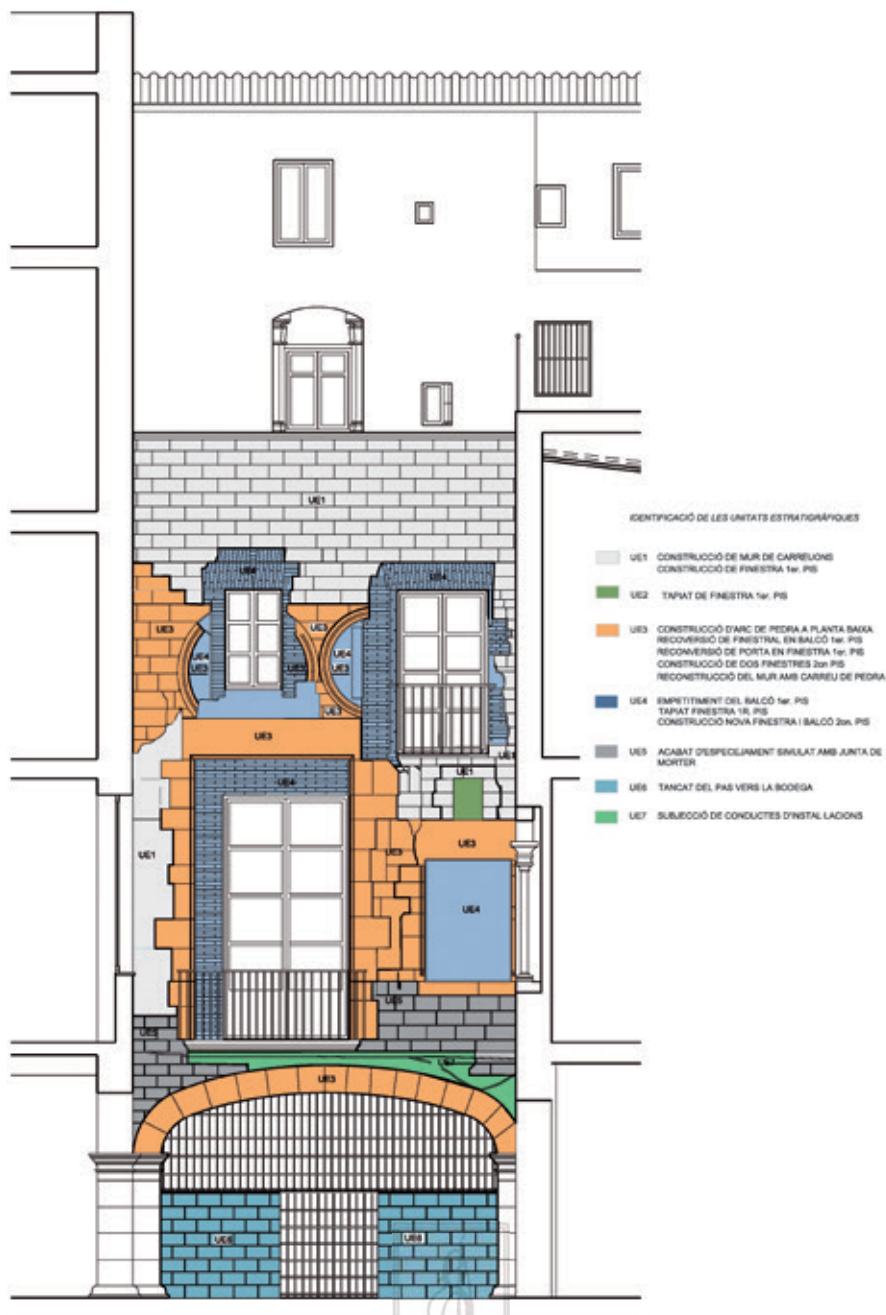 UE1
UE4
UE4
UE3
UE3
UE4
UE3
UE3
UE4
UE3
UE3
UE3
UE1
UE4
UE1
UE1
UE3
UE3
UE4
UE5
UE5
UE7
UE3
UE6
UE6
IDENTIFICACIÓ DE LES UNITATS ESTRATIGRÀFIQUES
UE1 CONSTRUCCIÓ DE MUR DE CARREUONS
CONSTRUCCIÓ DE FINESTRA 1er. PIS
UE2 TAPIAT DE FINESTRA 1er. PIS
UE3 CONSTRUCCIÓ D'ARC DE PEDRA A PLANTA BAIXA
RECOVERSIÓ DE FINESTRAL EN BALCÓ 1er. PIS
RECONVERSIÓ DE PORTA EN FINESTRA 1er. PIS
CONSTRUCCIÓ DE DOS FINESTRES 2on PIS
RECONSTRUCCIÓ DEL MUR AMB CARREU DE PEDRA
UE4 EMPETITIMENT DEL BALCÓ 1er. PIS
TAPIAT FINESTRA 1R. PIS
CONSTRUCCIÓ NOVA FINESTRA I BALCÓ 2on. PIS
UE5 ACABAT D'ESPECEJAMENT SIMULAT AMB JUNTA DE
MORTER
UE6 TANCAT DEL PAS VERS LA BODEGA
UE7 SUBJECCIÓ DE CONDUCTES D'INSTAL·LACIONS